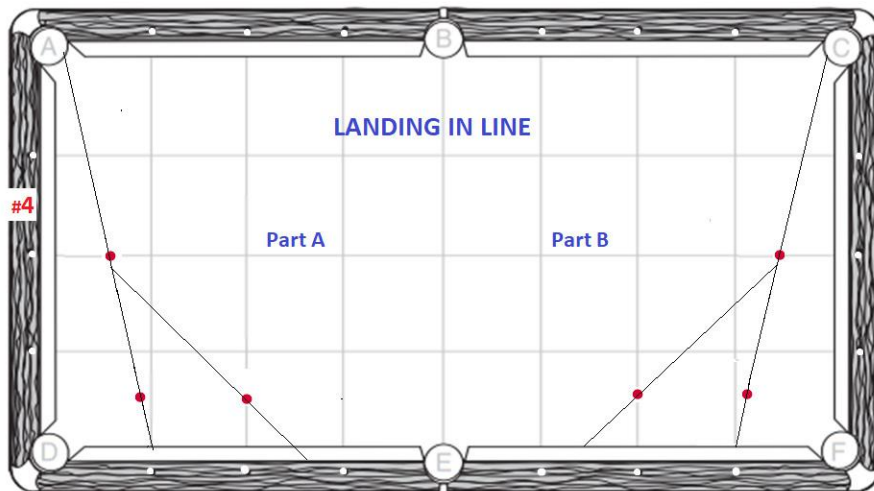 A B C
LANDING IN LINE
#4
Part A Part B
D E F